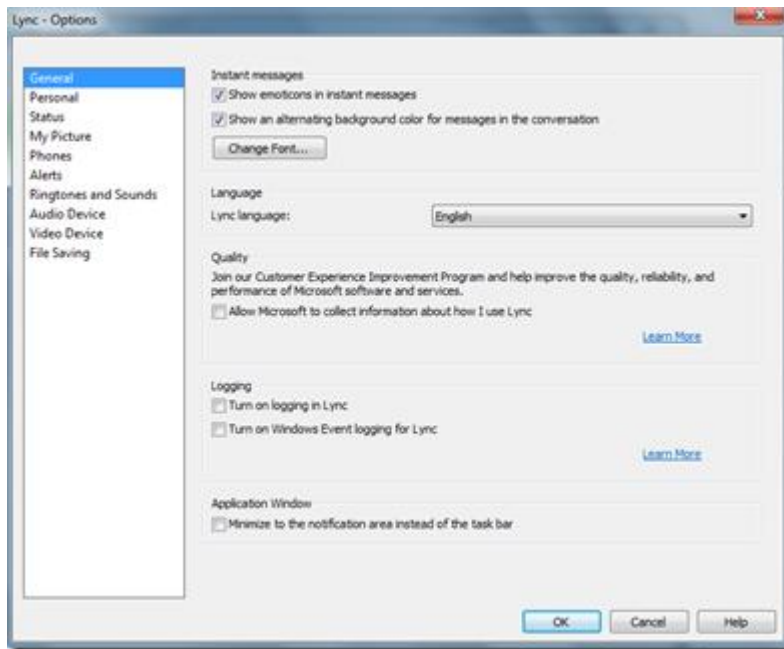 Lync - Options
General
Personal
Status
My Picture
Phones
Alerts
Ringtones and Sounds
Audio Device
Video Device
File Saving
Instant messages
Show emoticons in instant messages
Show an alternating background color for messages in the conversation
Change Font...
Language
Lync language: English
Quality
Join our Customer Experience Improvement Program and help improve the quality, reliability, and
performance of Microsoft software and services.
Allow Microsoft to collect information about how I use Lync
Learn More
Logging
Turn on logging in Lync
Turn on Windows Event logging for Lync
Learn More
Application Window
Minimize to the notification area instead of the task bar
OK Cancel Help